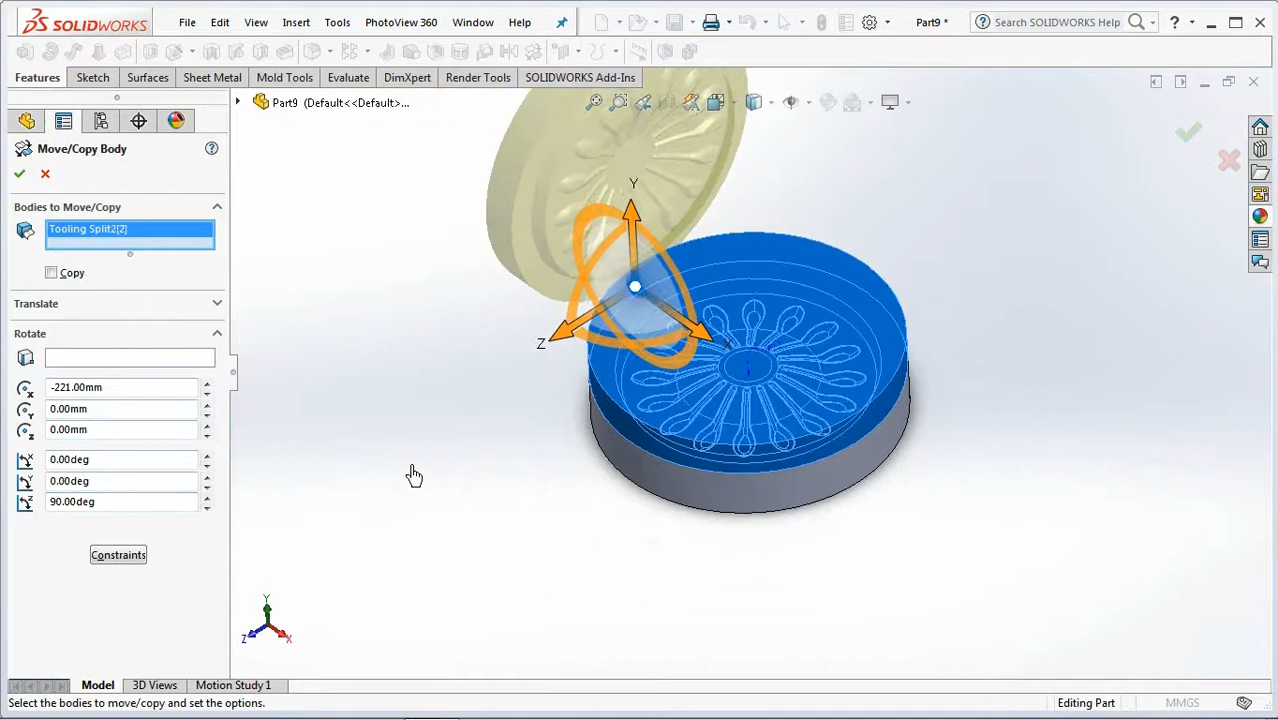 SOLIDWORKS File Edit View Insert Tools PhotoView 360 Window Help Part9 * Search SOLIDWORKS Help ?
Features Sketch Surfaces Sheet Metal Mold Tools Evaluate DimXpert Render Tools SOLIDWORKS Add-Ins
Part9 (Default<<Default>...
Move/Copy Body ?
Bodies to Move/Copy
Tooling Split2[2]
Copy
Translate
Rotate
-221.00mm
0.00mm
0.00mm
0.00deg
0.00deg
90.00deg
Constraints
Y
Z
X
Y
Z X
Model 3D Views Motion Study 1
Select the bodies to move/copy and set the options. Editing Part MMGS